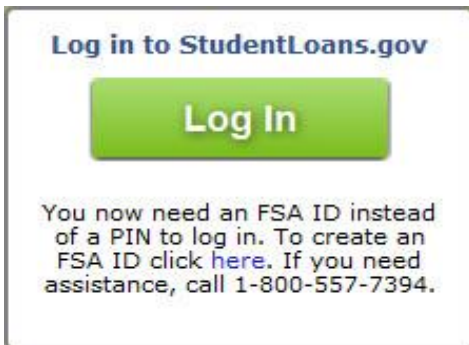 Log in to StudentLoans.gov
Log In
You now need an FSA ID instead
of a PIN to log in. To create an
FSA ID click here. If you need
assistance, call 1-800-557-7394.